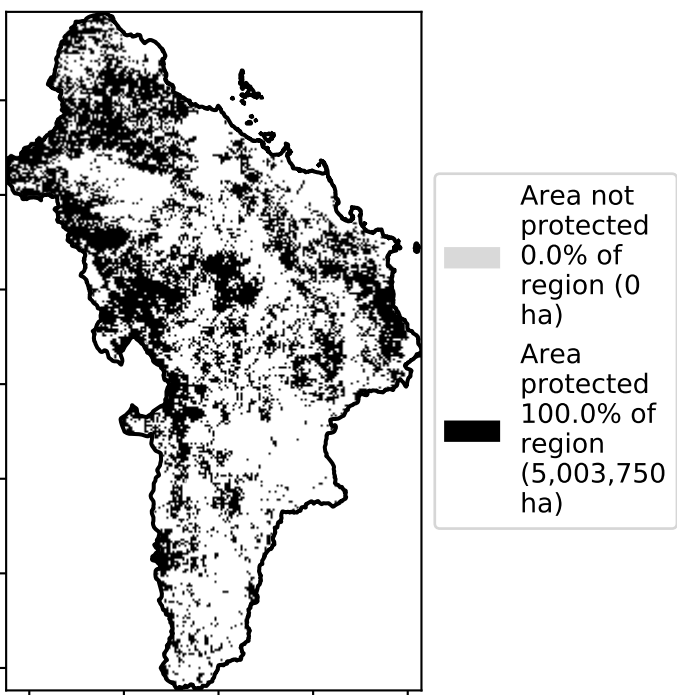 Area not
protected
0.0% of
region (0
ha)
Area
protected
100.0% of
region
(5,003,750
ha)